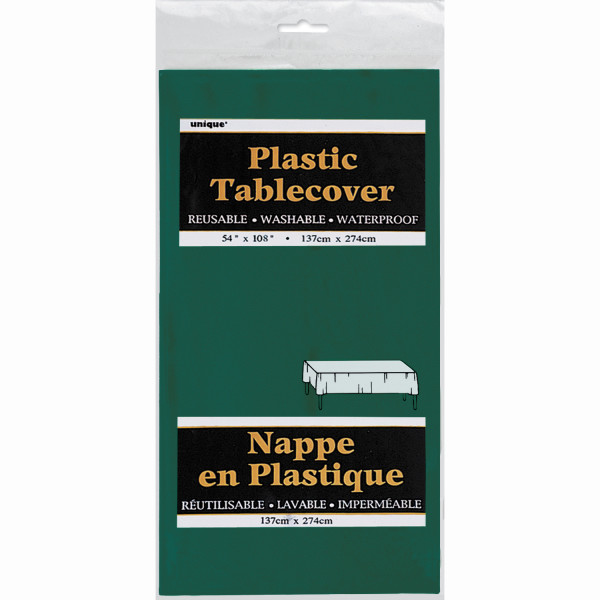 unique®
Plastic
Tablecover
REUSABLE • WASHABLE • WATERPROOF
54" x 108" • 137cm x 274cm
Nappe
en Plastique
RÉUTILISABLE • LAVABLE • IMPERMÉABLE
137cm x 274cm